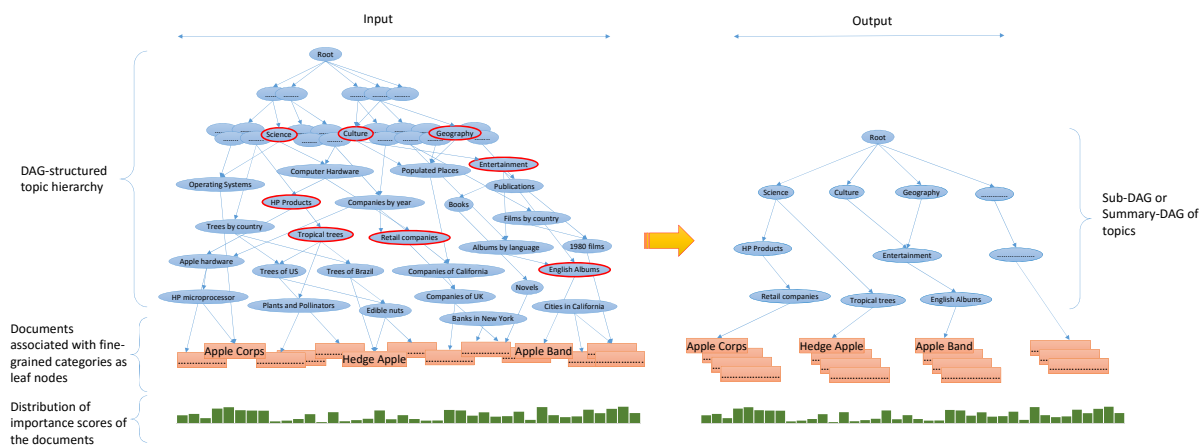 Input
Output
Root
........
........
........
........
Science
Culture
Geography
Entertainment
Operating Systems
Computer Hardware
Populated Places
Publications
HP Products
Companies by year
Books
Films by country
Trees by country
Tropical trees
Retail companies
Albums by language
1980 films
Apple hardware
Trees of US
Trees of Brazil
Companies of California
English Albums
Novels
HP microprocessor
Plants and Pollinators
Edible nuts
Companies of UK
Cities in California
Banks in New York
Apple Corps
Hedge Apple
Apple Band
DAG-structured
topic hierarchy
Documents
associated with fine-
grained categories as
leaf nodes
Distribution of
importance scores of
the documents
Root
Science
Culture
Geography
............
HP Products
Entertainment
.................
Retail companies
Tropical trees
English Albums
Apple Corps
Hedge Apple
Apple Band
Sub-DAG or
Summary-DAG of
topics